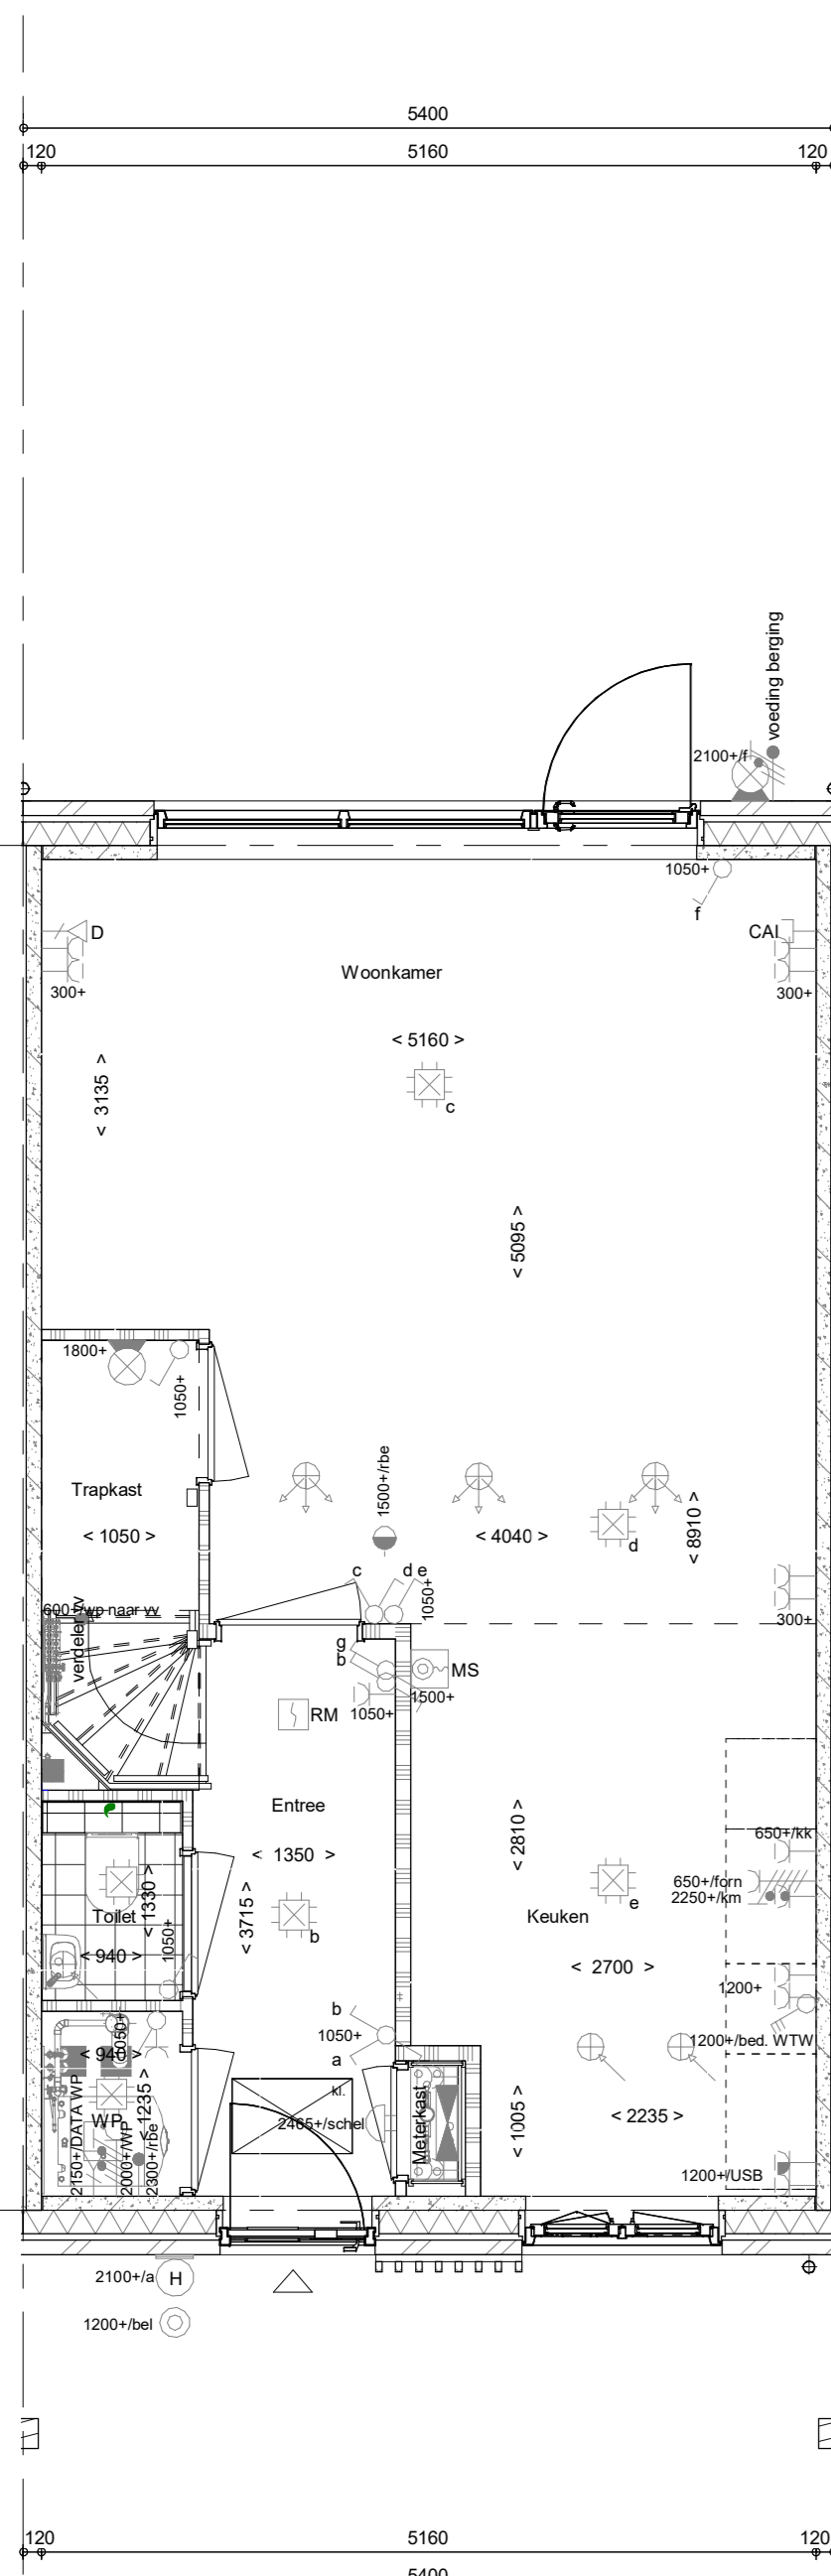 5400
120
5160
120
voeding berging
2100+/f
1050+
f
D
CAI
300+
300+
Woonkamer
< 5160 >
c
< 3135 >
< 5095 >
1800+
1050+
Trapkast
< 1050 >
1500+/rbe
< 4040 >
d
< 8910 >
c
d e
1050+
300+
600+/wp naar vv
verdeler vv
g
b
MS
1500+
1050+
RM
Entree
< 1350 >
< 2810 >
650+/kk
650+/forn
2250+/km
e
Keuken
< 3715 >
b
Toilet
< 1330 >
1050+
< 940 >
< 2700 >
1200+
b
1050+
a
1200+/bed. WTW
1050+
< 940 >
WP
< 1235 >
2150+/DATA WP
2000+/WP
2300+/rbe
kl.
2465+/schel
Meterkast
< 1005 >
< 2235 >
1200+/USB
2100+/a
H
1200+/bel
120
5160
120
5400